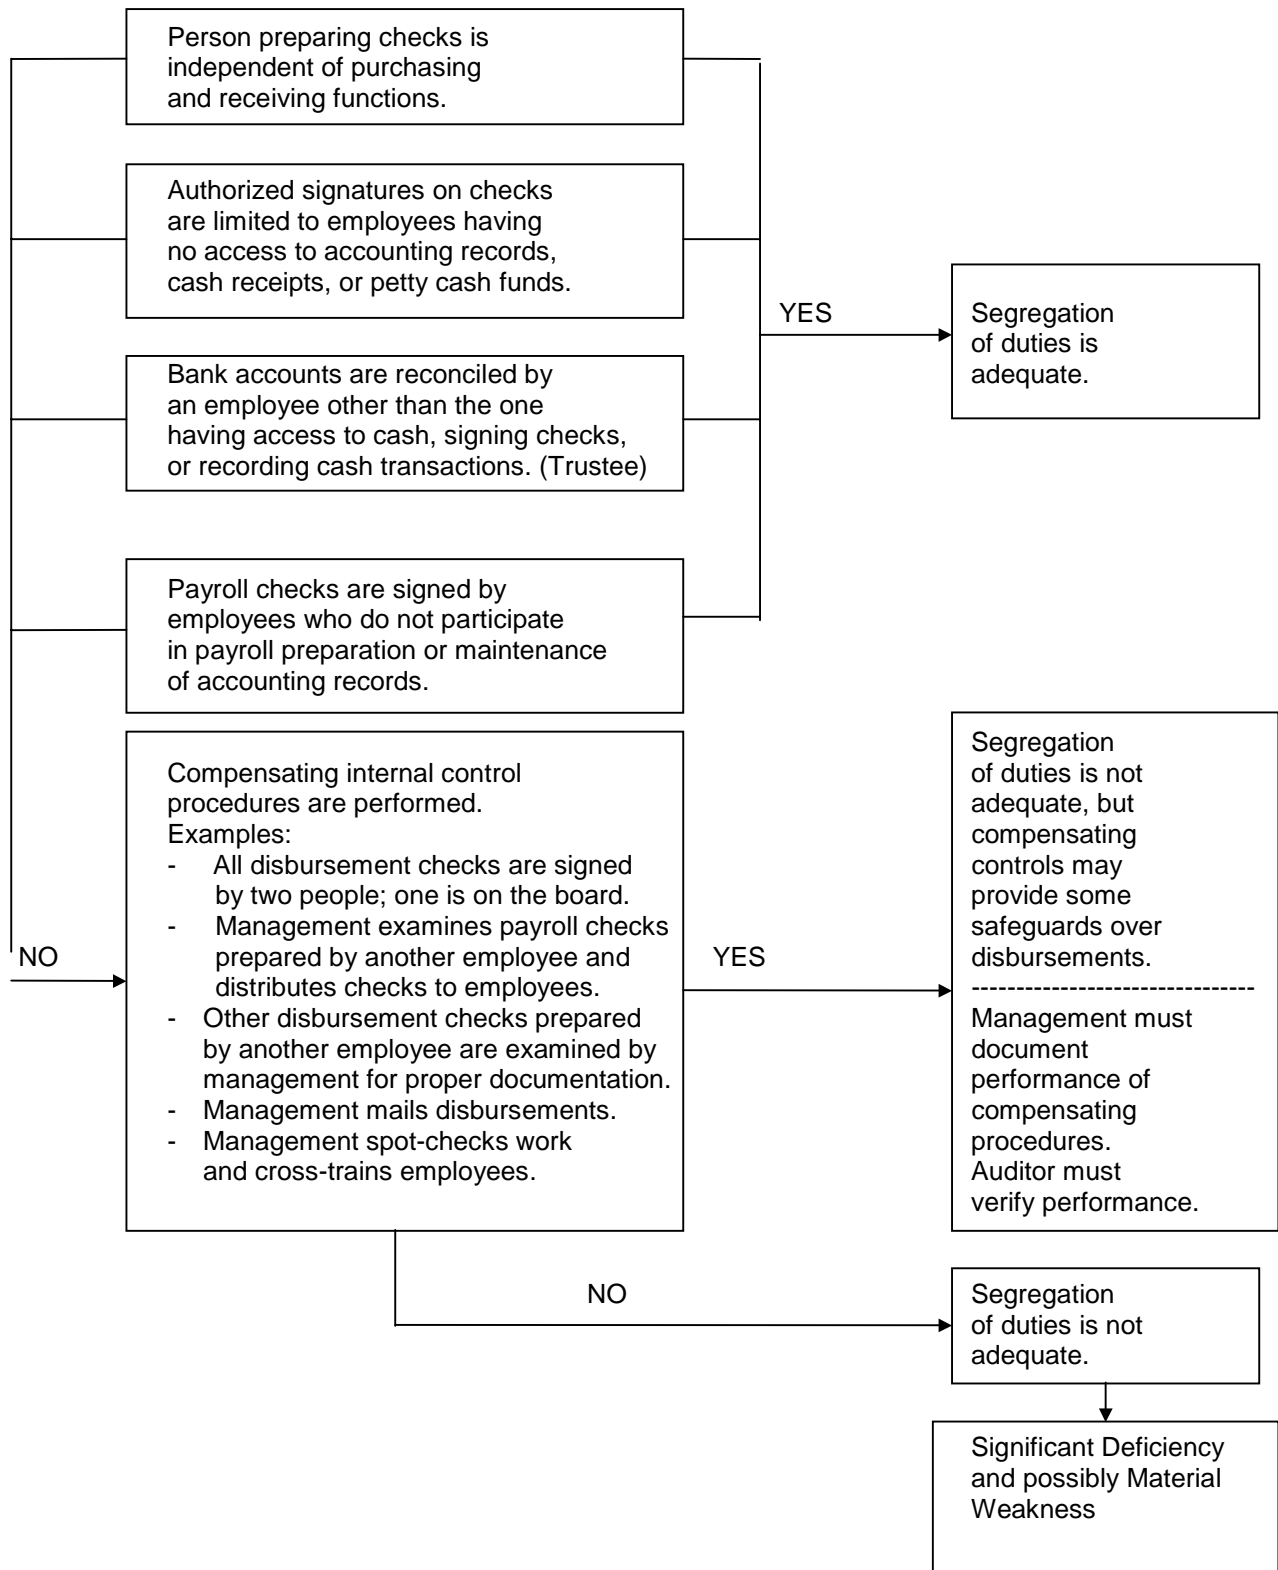 Person preparing checks is
independent of purchasing
and receiving functions.
Authorized signatures on checks
are limited to employees having
no access to accounting records,
cash receipts, or petty cash funds.
YES
Segregation
of duties is
adequate.
Bank accounts are reconciled by
an employee other than the one
having access to cash, signing checks,
or recording cash transactions. (Trustee)
Payroll checks are signed by
employees who do not participate
in payroll preparation or maintenance
of accounting records.
NO
Compensating internal control
procedures are performed.
Examples:
- All disbursement checks are signed
by two people; one is on the board.
- Management examines payroll checks
prepared by another employee and
distributes checks to employees.
- Other disbursement checks prepared
by another employee are examined by
management for proper documentation.
- Management mails disbursements.
- Management spot-checks work
and cross-trains employees.
YES
Segregation
of duties is not
adequate, but
compensating
controls may
provide some
safeguards over
disbursements.
--------------------------------
Management must
document
performance of
compensating
procedures.
Auditor must
verify performance.
NO
Segregation
of duties is not
adequate.
Significant Deficiency
and possibly Material
Weakness